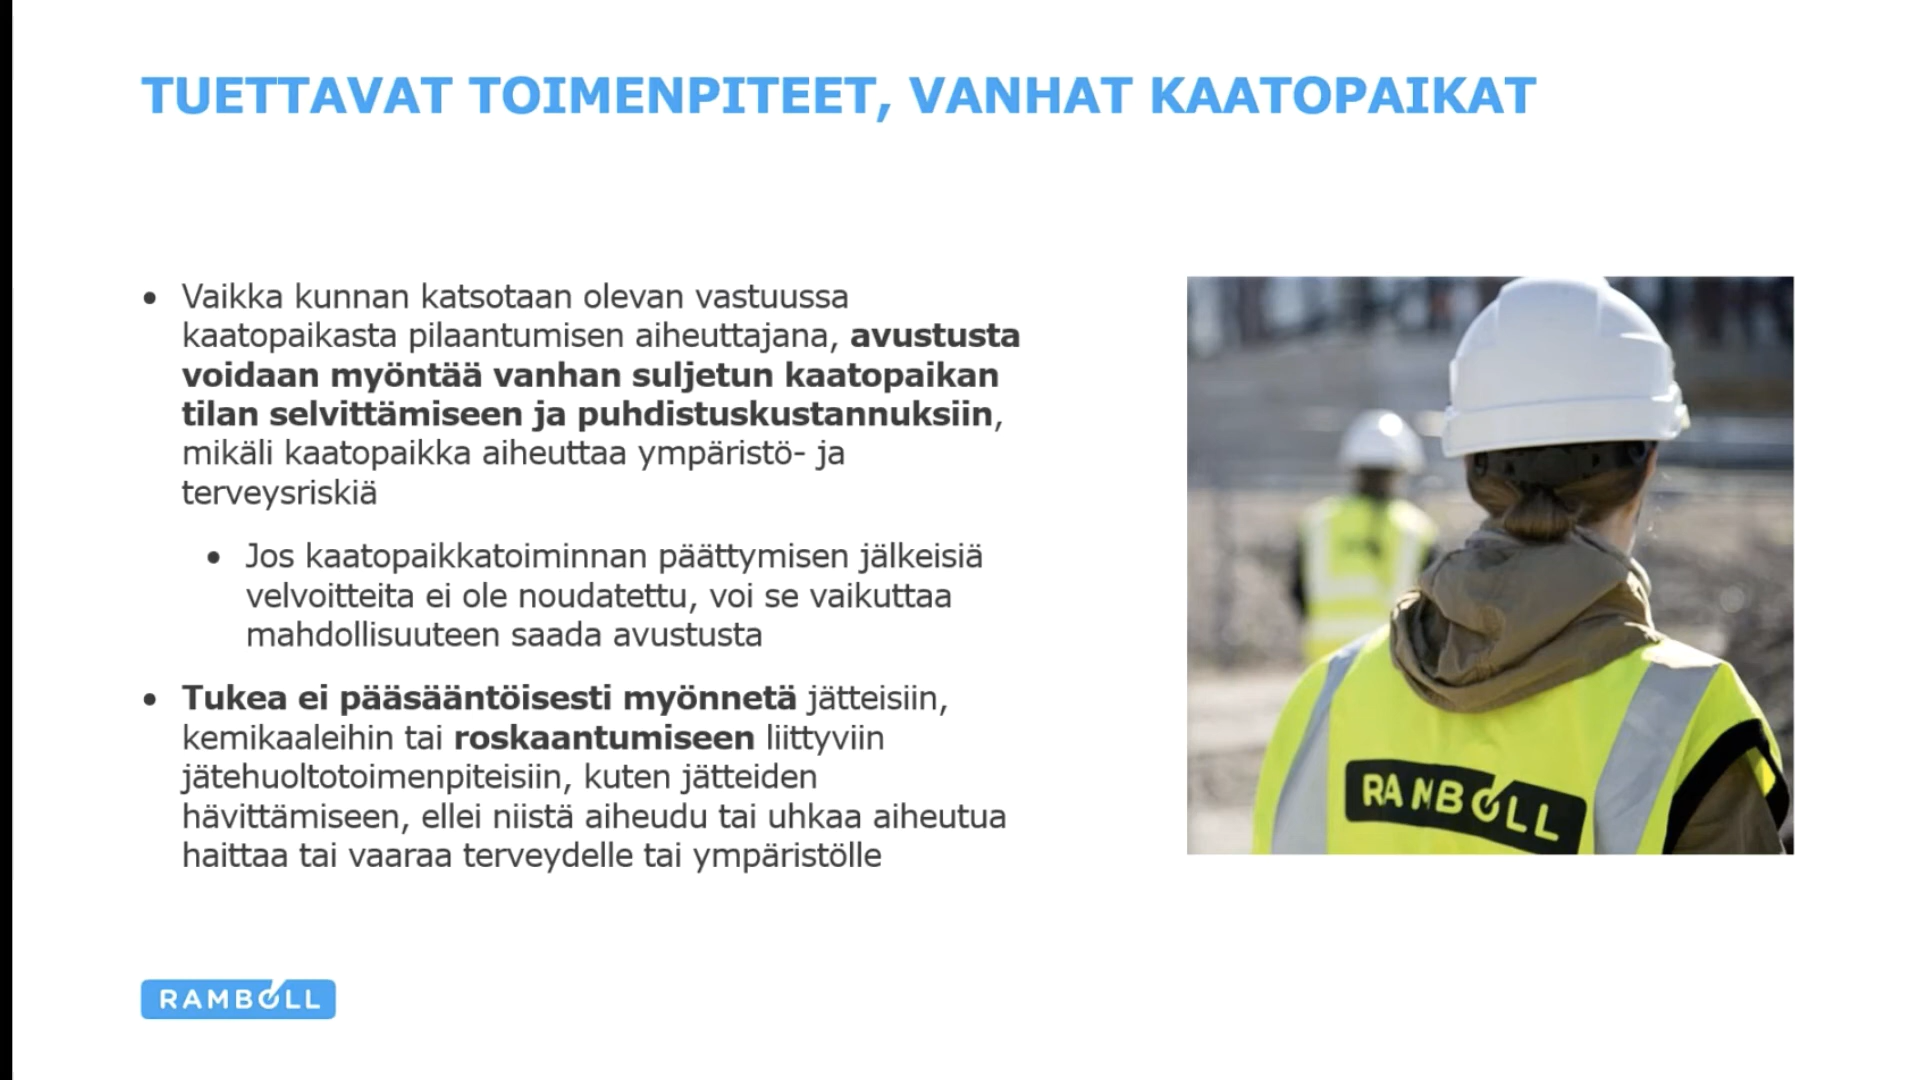 TUETTAVAT TOIMENPITEET, VANHAT KAATOPAIKAT
• Vaikka kunnan katsotaan olevan vastuussa
kaatopaikasta pilaantumisen aiheuttajana, avustusta
voidaan myöntää vanhan suljetun kaatopaikan
tilan selvittämiseen ja puhdistuskustannuksiin,
mikäli kaatopaikka aiheuttaa ympäristö- ja
terveysriskiä
• Jos kaatopaikkatoiminnan päättymisen jälkeisiä
velvoitteita ei ole noudatettu, voi se vaikuttaa
mahdollisuuteen saada avustusta
• Tukea ei pääsääntöisesti myönnetä jätteisiin,
kemikaaleihin tai roskaantumiseen liittyviin
jätehuoltotoimenpiteisiin, kuten jätteiden
hävittämiseen, ellei niistä aiheudu tai uhkaa aiheutua
haittaa tai vaaraa terveydelle tai ympäristölle
RAMBOLL
RAMBOLL